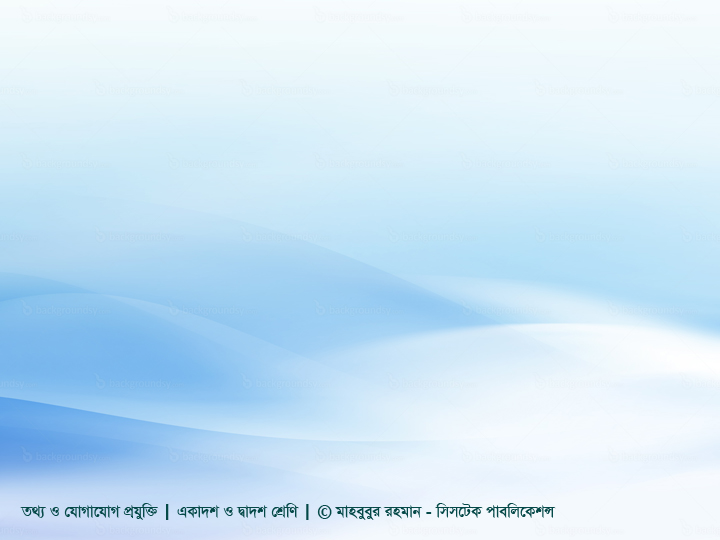 তথ্য ও যোগাযোগ প্রযুক্তি | একাদশ ও দ্বাদশ শ্রেণি | © মাহবুবুর রহমান - সিসটেক পাবলিকেশন্স